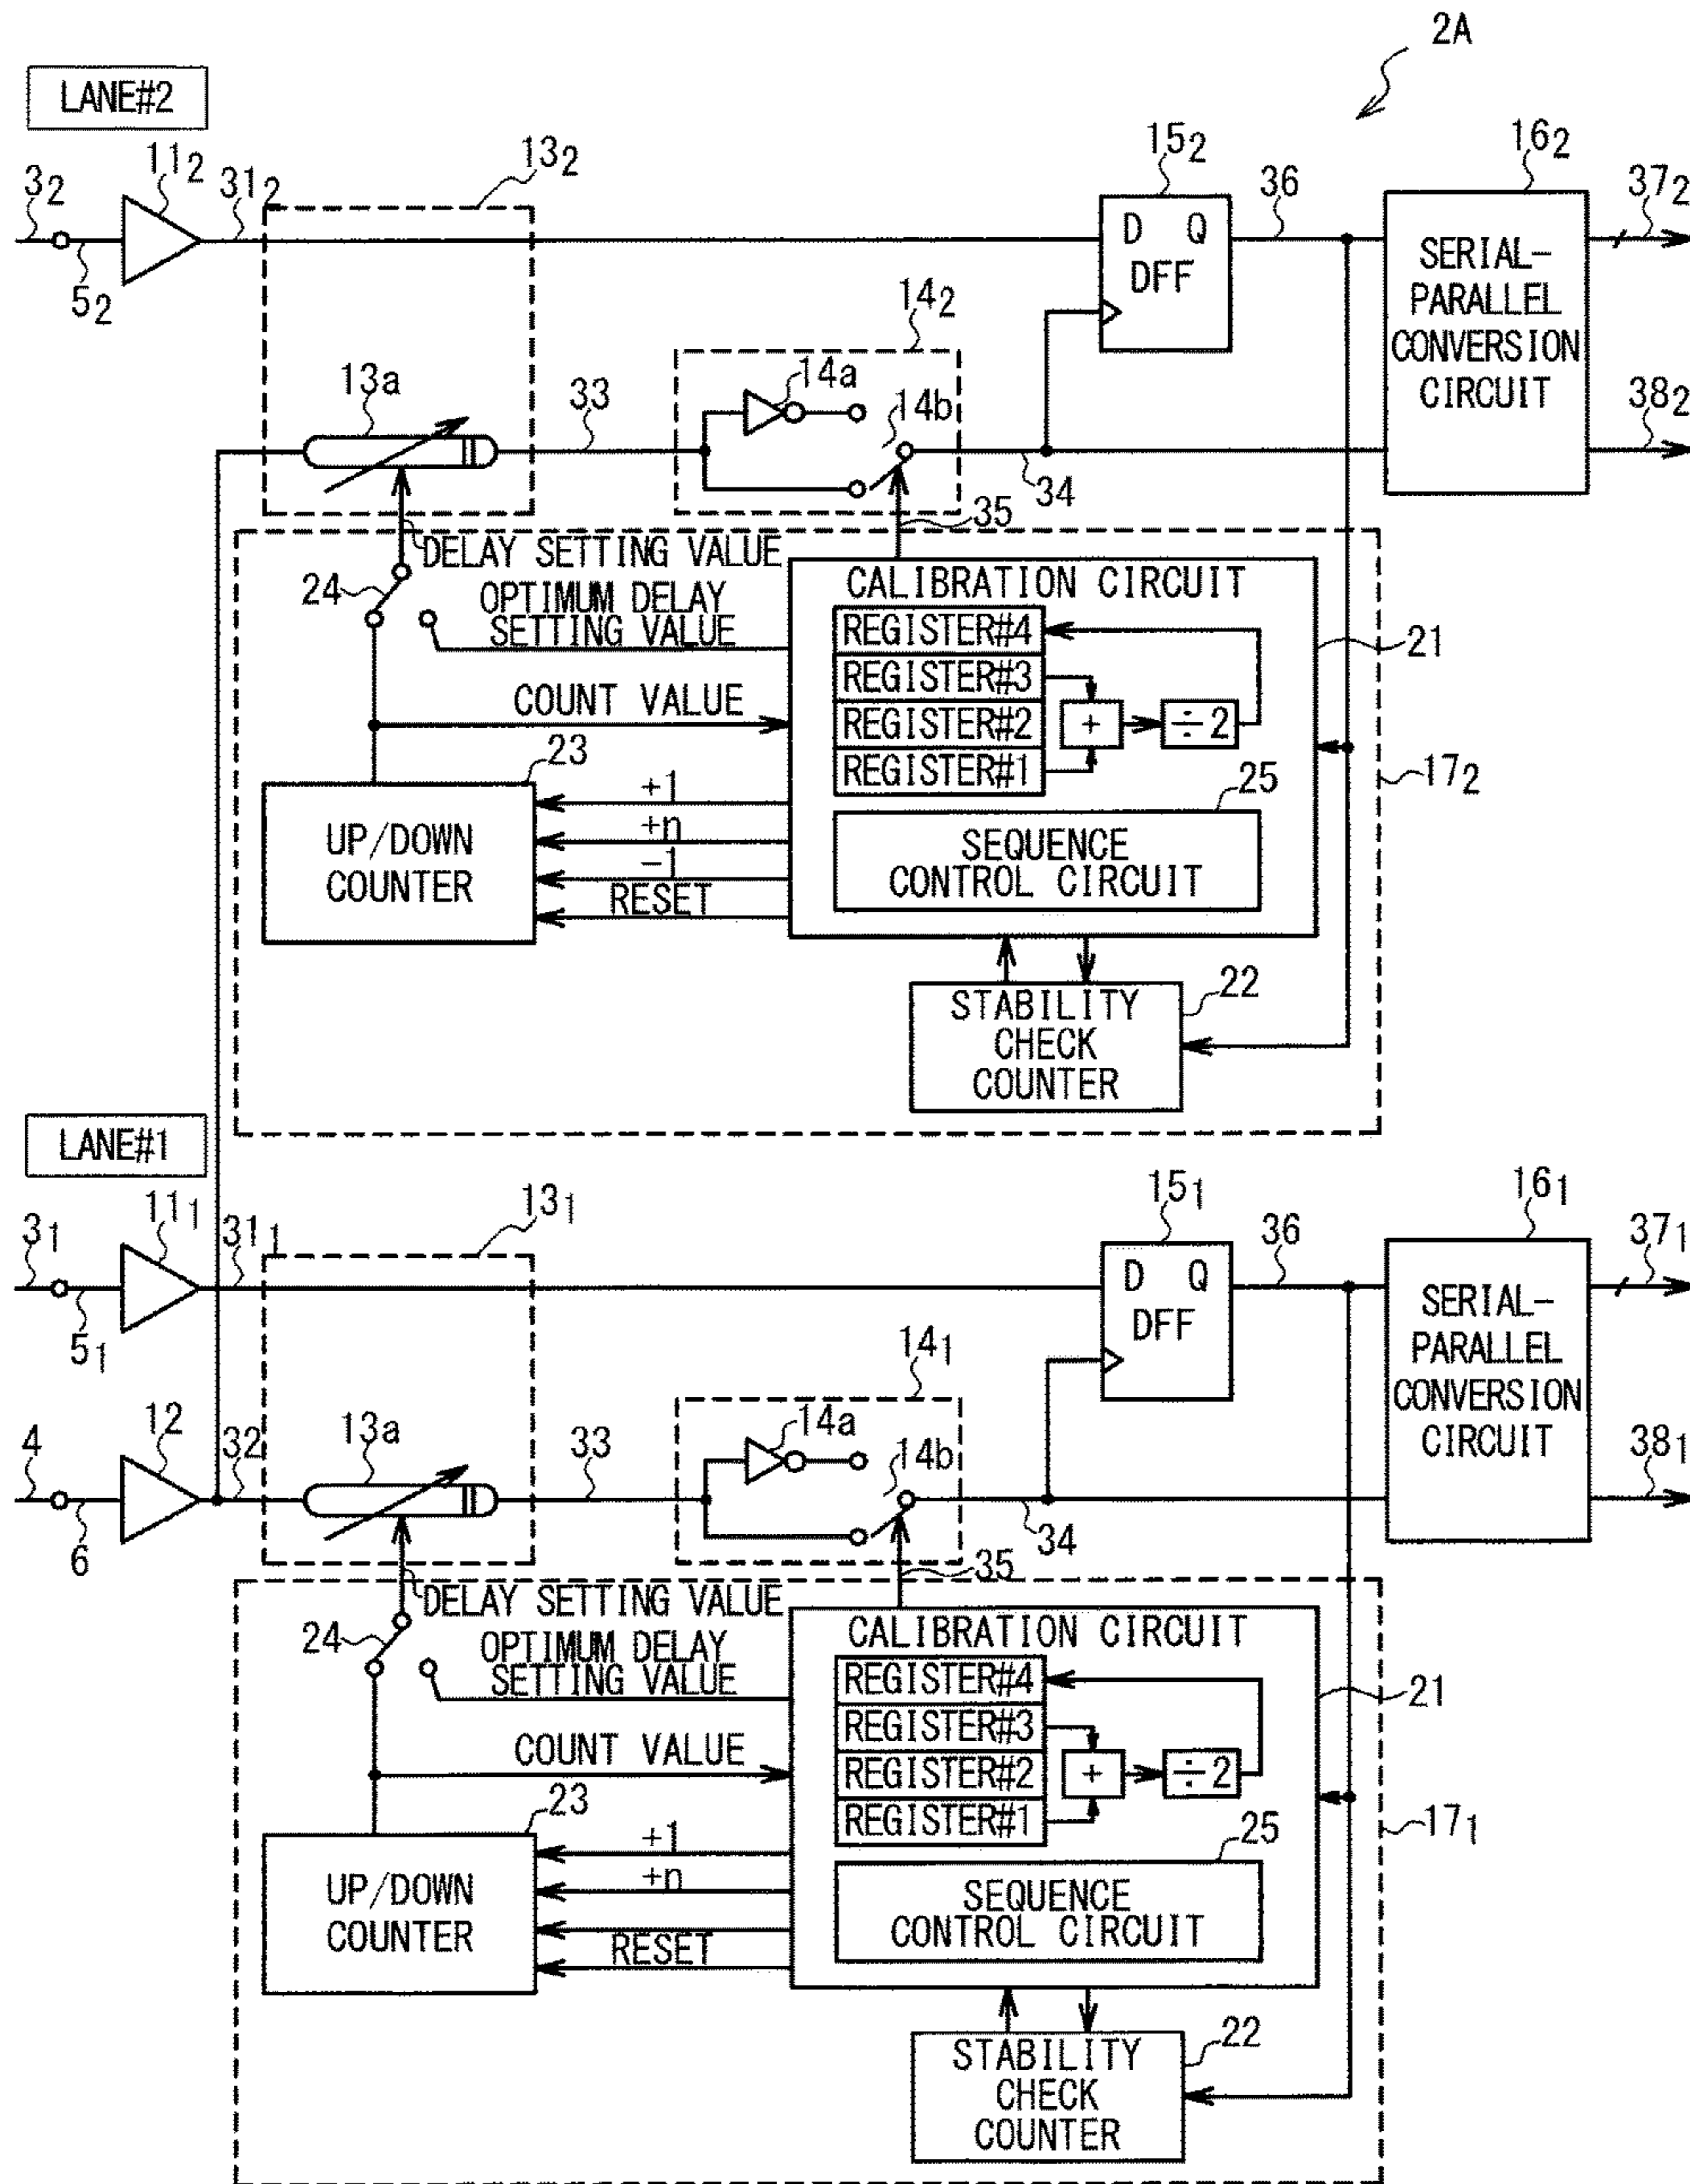 2A
LANE#2
3₂
11₂
31₂
13₂
15₂
36
16₂
37₂
5₂
D Q
DFF
SERIAL-
PARALLEL
CONVERSION
CIRCUIT
14₂
13a
33
14a
14b
34
38₂
35
DELAY SETTING VALUE
24
OPTIMUM DELAY
SETTING VALUE
CALIBRATION CIRCUIT
REGISTER#4
REGISTER#3
REGISTER#2
REGISTER#1
+
÷2
21
COUNT VALUE
23
UP/DOWN
COUNTER
+1
+n
-1
RESET
25
SEQUENCE
CONTROL CIRCUIT
17₂
22
STABILITY
CHECK
COUNTER
LANE#1
3₁
11₁
31₁
13₁
15₁
36
16₁
37₁
5₁
D Q
DFF
SERIAL-
PARALLEL
CONVERSION
CIRCUIT
14₁
4
12
32
13a
33
14a
14b
34
38₁
6
35
DELAY SETTING VALUE
24
OPTIMUM DELAY
SETTING VALUE
CALIBRATION CIRCUIT
REGISTER#4
REGISTER#3
REGISTER#2
REGISTER#1
+
÷2
21
COUNT VALUE
23
UP/DOWN
COUNTER
+1
+n
RESET
25
SEQUENCE
CONTROL CIRCUIT
17₁
22
STABILITY
CHECK
COUNTER